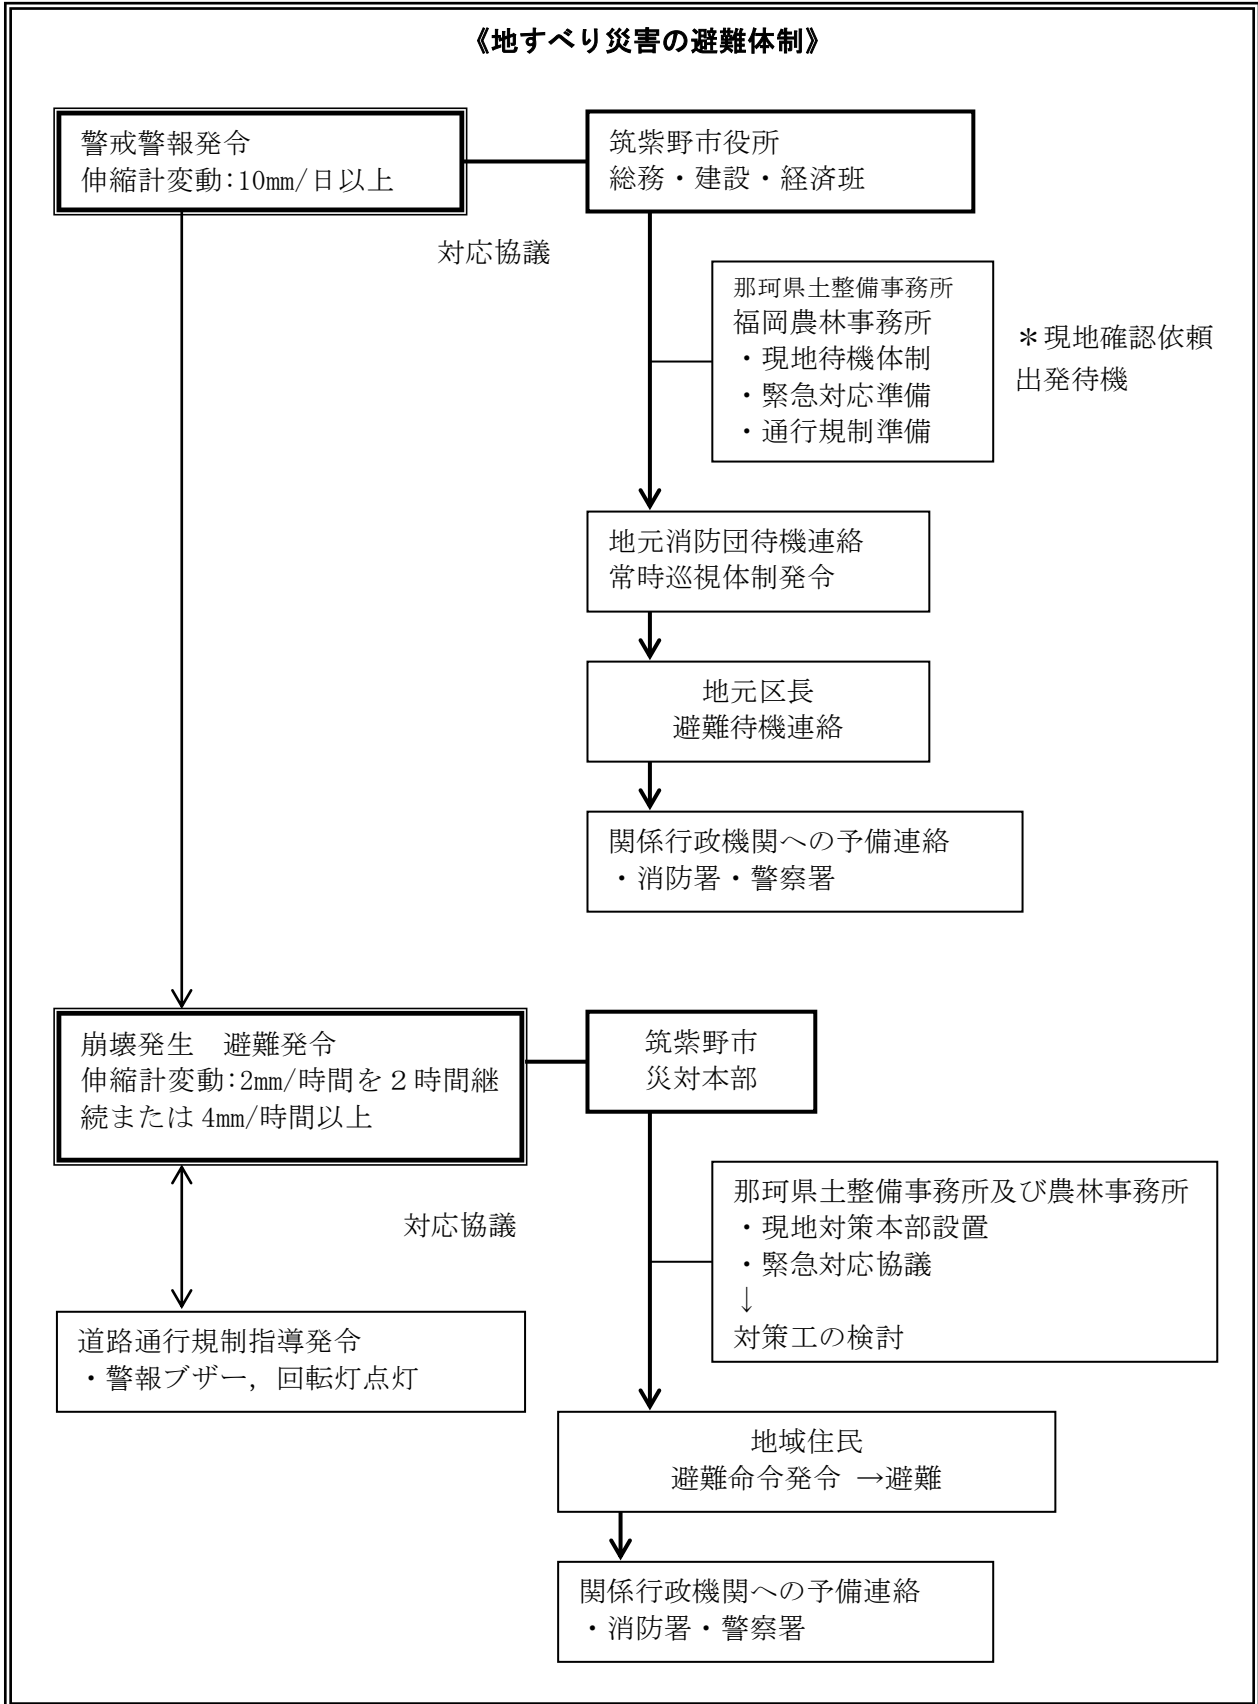 《地すべり災害の避難体制》
警戒警報発令
伸縮計変動:10mm/日以上
筑紫野市役所
総務・建設・経済班
対応協議
那珂県土整備事務所
福岡農林事務所
・現地待機体制
・緊急対応準備
・通行規制準備
＊現地確認依頼
出発待機
地元消防団待機連絡
常時巡視体制発令
地元区長
避難待機連絡
関係行政機関への予備連絡
・消防署・警察署
崩壊発生　避難発令
伸縮計変動:2mm/時間を２時間継
続または 4mm/時間以上
筑紫野市
災対本部
対応協議
那珂県土整備事務所及び農林事務所
・現地対策本部設置
・緊急対応協議
↓
対策工の検討
道路通行規制指導発令
・警報ブザー，回転灯点灯
地域住民
避難命令発令 →避難
関係行政機関への予備連絡
・消防署・警察署